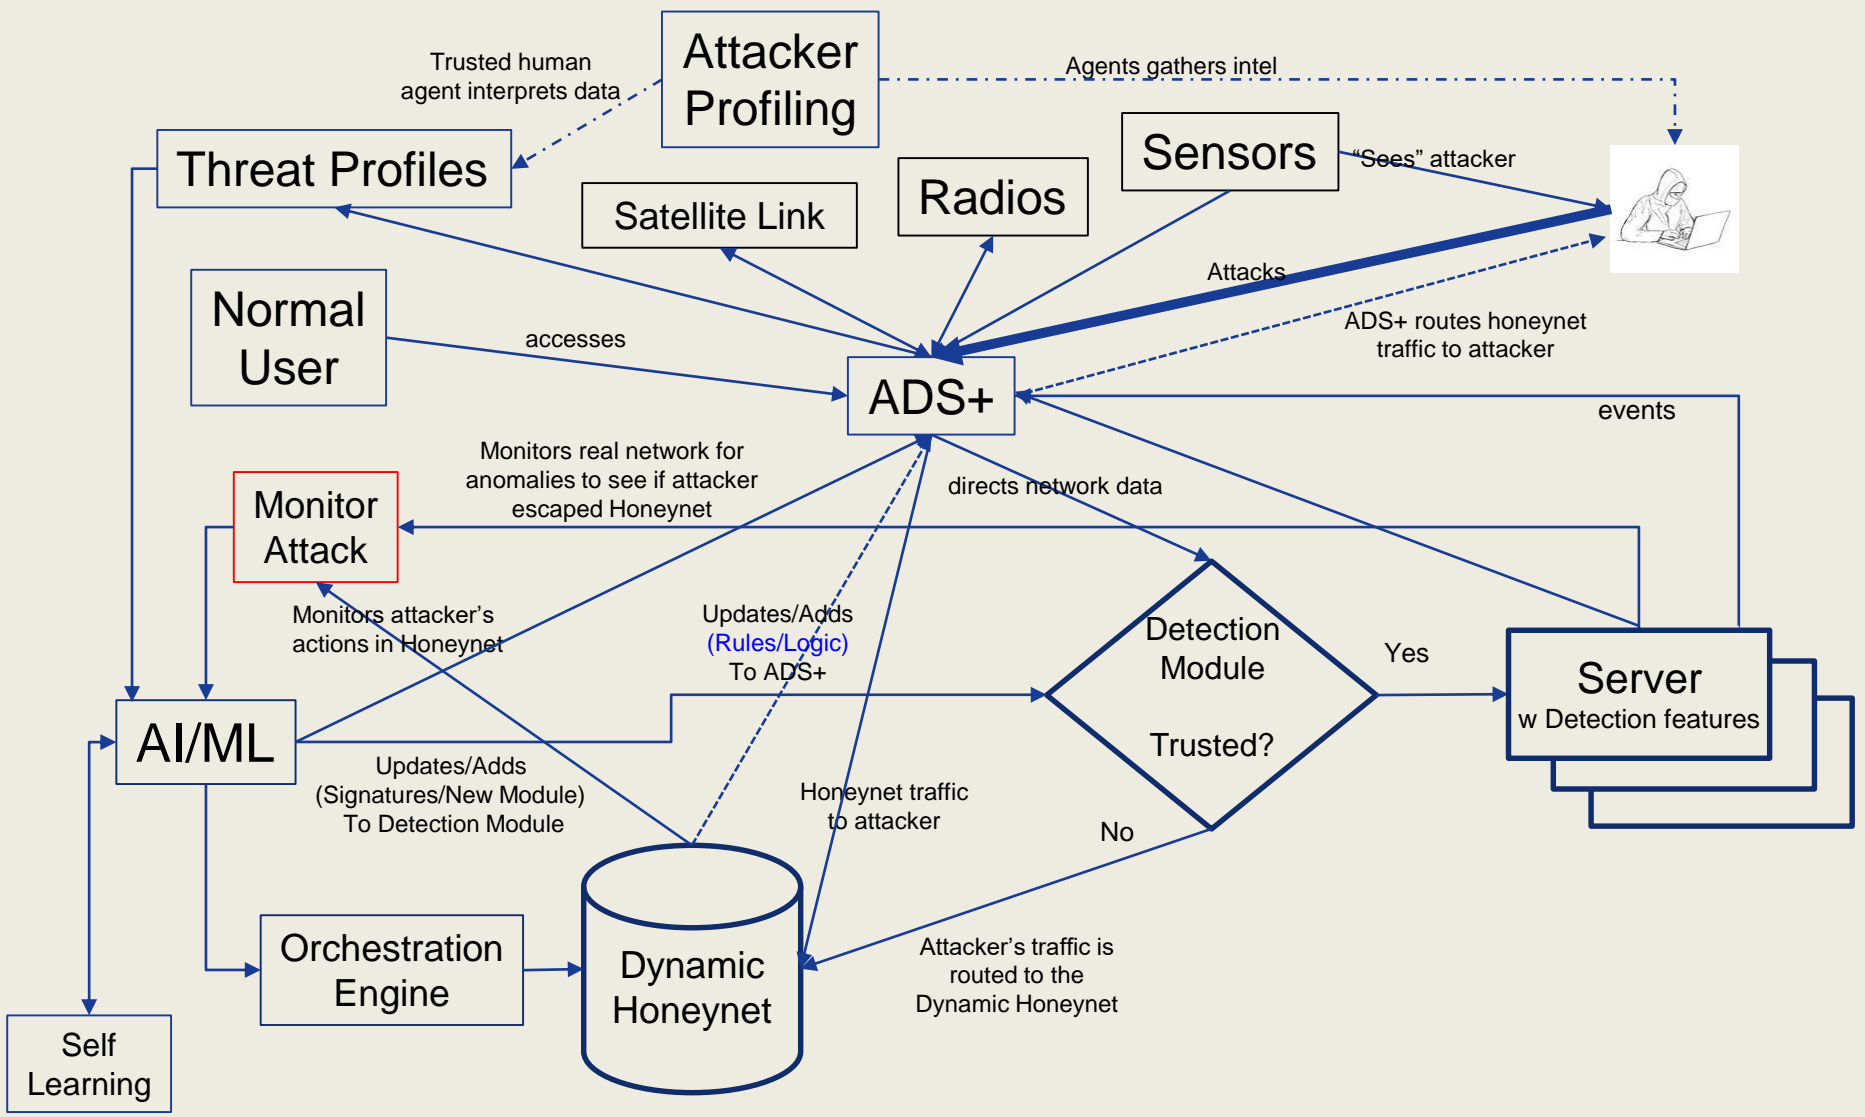 Attacker
Profiling
Trusted human
agent interprets data
Agents gathers intel
Threat Profiles
Satellite Link
Radios
Sensors
“Sees” attacker
Normal
User
accesses
Attacks
ADS+ routes honeynet
traffic to attacker
ADS+
events
Monitors real network for
anomalies to see if attacker
escaped Honeynet
directs network data
Monitor
Attack
Monitors attacker’s
actions in Honeynet
Updates/Adds
(Rules/Logic)
To ADS+
Detection
Module
Trusted?
Yes
Server
w Detection features
AI/ML
Updates/Adds
(Signatures/New Module)
To Detection Module
Honeynet traffic
to attacker
No
Orchestration
Engine
Dynamic
Honeynet
Attacker’s traffic is
routed to the
Dynamic Honeynet
Self
Learning